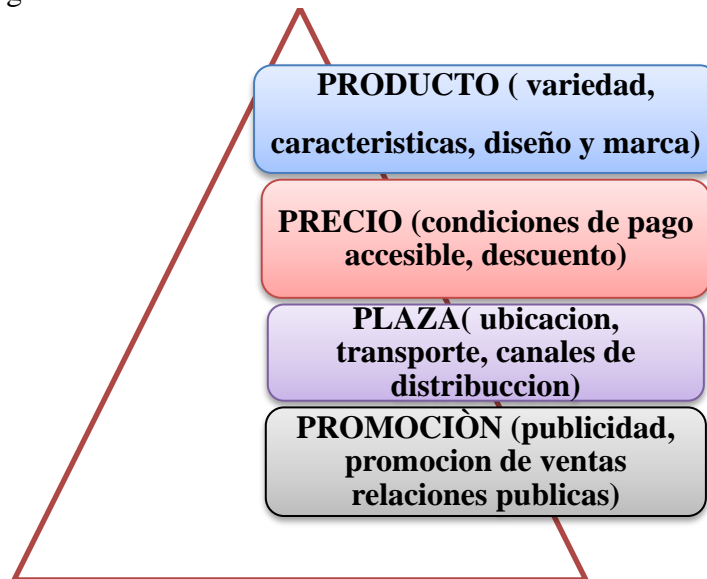 g
PRODUCTO ( variedad,
caracteristicas, diseño y marca)
PRECIO (condiciones de pago
accesible, descuento)
PLAZA( ubicacion,
transporte, canales de
distribuccion)
PROMOCIÒN (publicidad,
promocion de ventas
relaciones publicas)